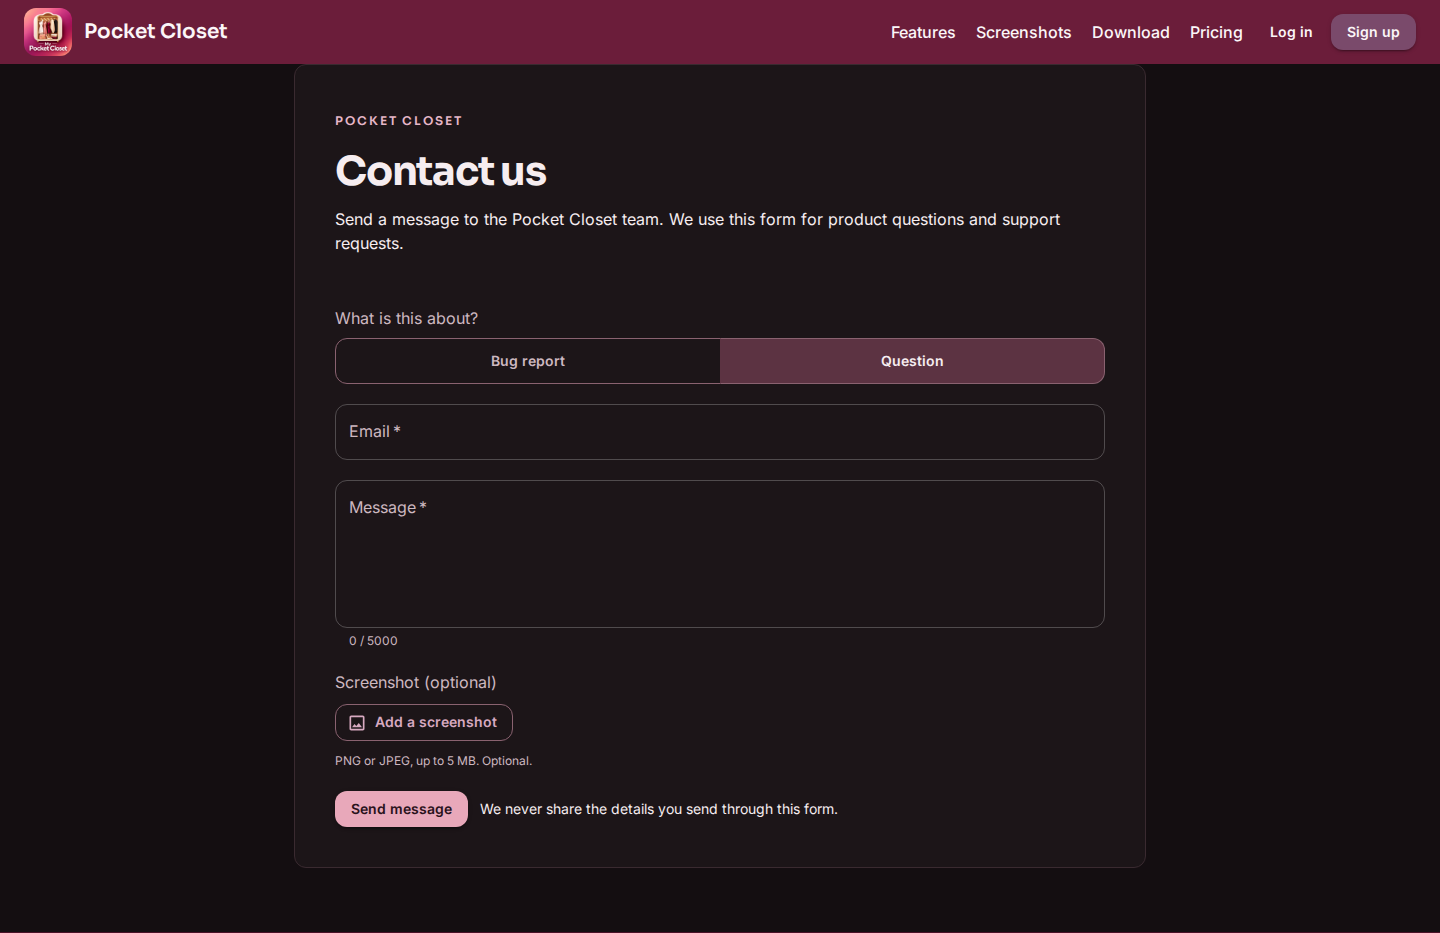 My
Pocket Closet
Pocket Closet
Features
Screenshots
Download
Pricing
Log in
Sign up
POCKET CLOSET
Contact us
Send a message to the Pocket Closet team. We use this form for product questions and support
requests.
What is this about?
Bug report
Question
Email *
Message *
0 / 5000
Screenshot (optional)
Add a screenshot
PNG or JPEG, up to 5 MB. Optional.
Send message
We never share the details you send through this form.